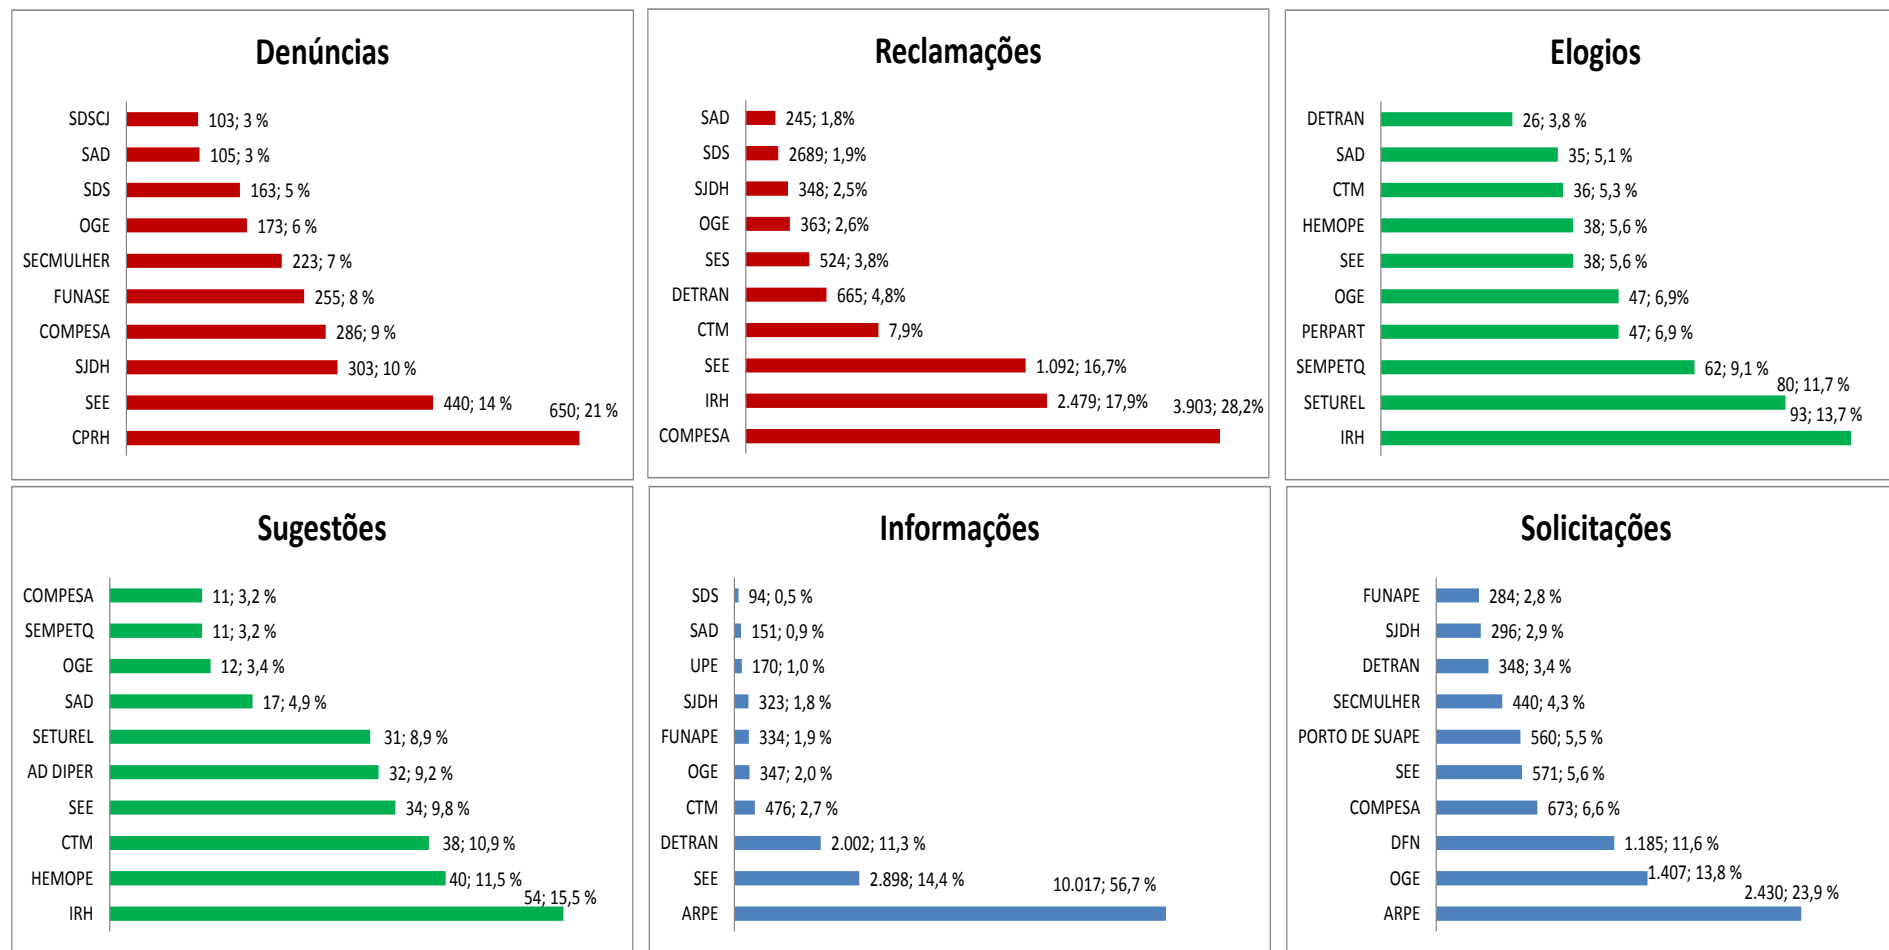 Denúncias
SDSCJ 103; 3 %
SAD 105; 3 %
SDS 163; 5 %
OGE 173; 6 %
SECMULHER 223; 7 %
FUNASE 255; 8 %
COMPESA 286; 9 %
SJDH 303; 10 %
SEE 440; 14 %
CPRH 650; 21 %
Reclamações
SAD 245; 1,8%
SDS 2689; 1,9%
SJDH 348; 2,5%
OGE 363; 2,6%
SES 524; 3,8%
DETRAN 665; 4,8%
CTM 7,9%
SEE 1.092; 16,7%
IRH 2.479; 17,9%
COMPESA 3.903; 28,2%
Elogios
DETRAN 26; 3,8 %
SAD 35; 5,1 %
CTM 36; 5,3 %
HEMOPE 38; 5,6 %
SEE 38; 5,6 %
OGE 47; 6,9%
PERPART 47; 6,9 %
SEMPETQ 62; 9,1 %
SETUREL 80; 11,7 %
IRH 93; 13,7 %
Sugestões
COMPESA 11; 3,2 %
SEMPETQ 11; 3,2 %
OGE 12; 3,4 %
SAD 17; 4,9 %
SETUREL 31; 8,9 %
AD DIPER 32; 9,2 %
SEE 34; 9,8 %
CTM 38; 10,9 %
HEMOPE 40; 11,5 %
IRH 54; 15,5 %
Informações
SDS 94; 0,5 %
SAD 151; 0,9 %
UPE 170; 1,0 %
SJDH 323; 1,8 %
FUNAPE 334; 1,9 %
OGE 347; 2,0 %
CTM 476; 2,7 %
DETRAN 2.002; 11,3 %
SEE 2.898; 14,4 %
ARPE 10.017; 56,7 %
Solicitações
FUNAPE 284; 2,8 %
SJDH 296; 2,9 %
DETRAN 348; 3,4 %
SECMULHER 440; 4,3 %
PORTO DE SUAPE 560; 5,5 %
SEE 571; 5,6 %
COMPESA 673; 6,6 %
DFN 1.185; 11,6 %
OGE 1.407; 13,8 %
ARPE 2.430; 23,9 %